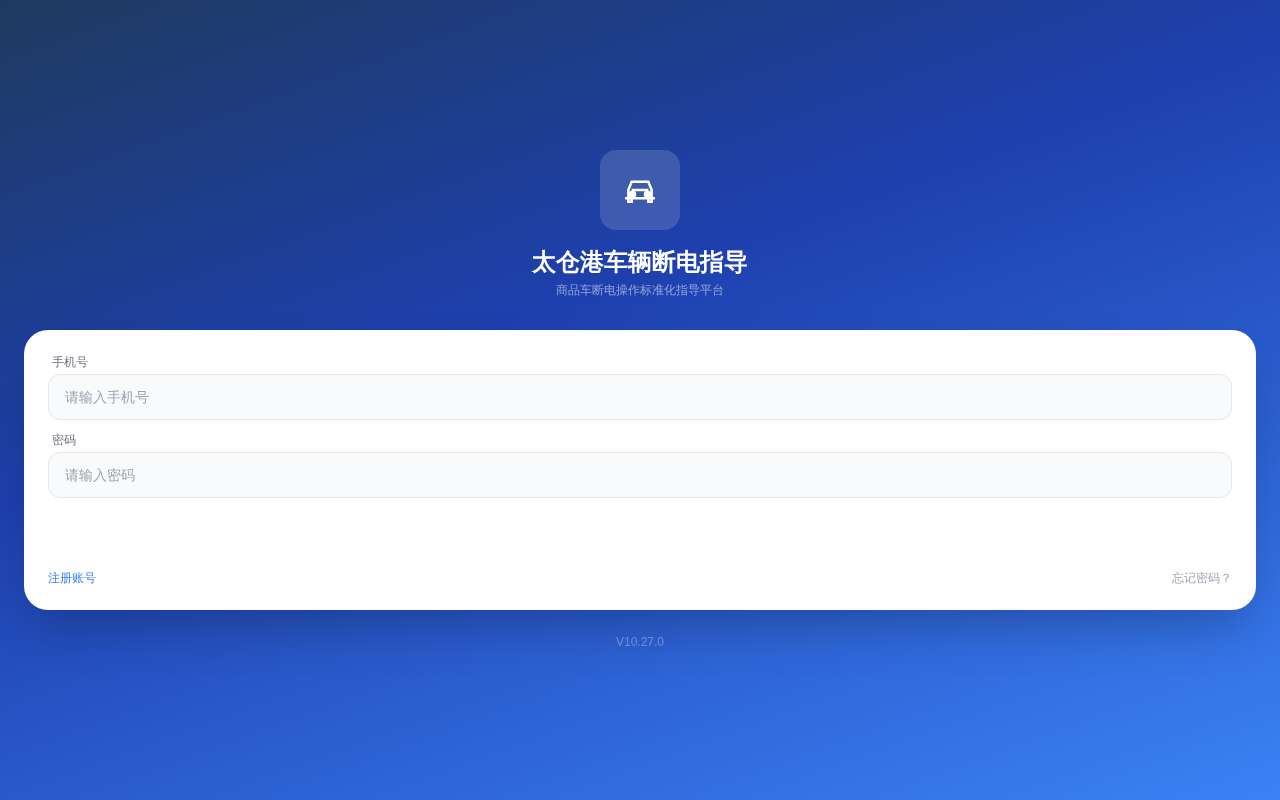 太仓港车辆断电指导
商品车断电操作标准化指导平台
手机号
请输入手机号
密码
请输入密码
注册账号
忘记密码？
V10.27.0